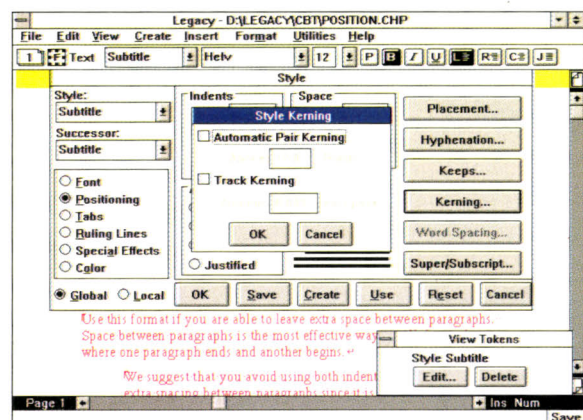 Legacy - D:\LEGACY\CBT\POSITION.CHP
File Edit View Create Insert Format Utilities Help
1 F Text Subtitle Helv 12 P B I U L R C J
Style
Style:
Subtitle
Successor:
Subtitle
Font
Positioning
Tabs
Ruling Lines
Special Effects
Color
Indents
Space
Style Kerning
Automatic Pair Kerning
Track Kerning
OK Cancel
Justified
Placement...
Hyphenation...
Keeps...
Kerning...
Word Spacing...
Super/Subscript...
Global Local OK Save Create Use Reset Cancel
Use this format if you are able to leave extra space between paragraphs.
Space between paragraphs is the most effective way
where one paragraph ends and another begins.
We suggest that you avoid using both indent
extra spacing between paragraphs since it is
View Tokens
Style Subtitle
Edit... Delete
Page 1 Ins Num
Save